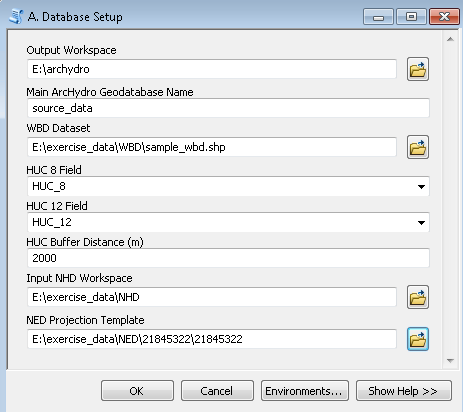 A. Database Setup
Output Workspace
E:\archydro
Main ArcHydro Geodatabase Name
source_data
WBD Dataset
E:\exercise_data\WBD\sample_wbd.shp
HUC 8 Field
HUC_8
HUC 12 Field
HUC_12
HUC Buffer Distance (m)
2000
Input NHD Workspace
E:\exercise_data\NHD
NED Projection Template
E:\exercise_data\NED\21845322\21845322
OK Cancel Environments... Show Help >>